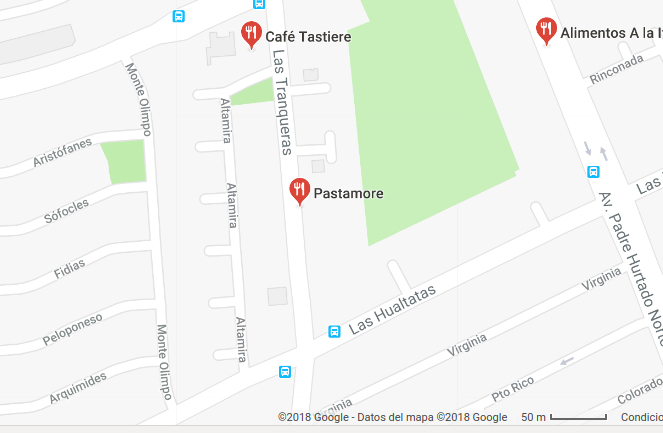 Café Tastiere
Alimentos A la It
Rinconada
Monte Olimpo
Las Tranqueras
Altamira
Aristófanes
Pastamore
Las
Altamira
Sófocles
Av. Padre Hurtado Norte
Fidias
Virginia
Las Hualtatas
Peloponeso
Altamira
Monte Olimpo
Virginia
Arquimides
Pto Rico
Colorado
Virginia
©2018 Google - Datos del mapa ©2018 Google
50 m
Condicio